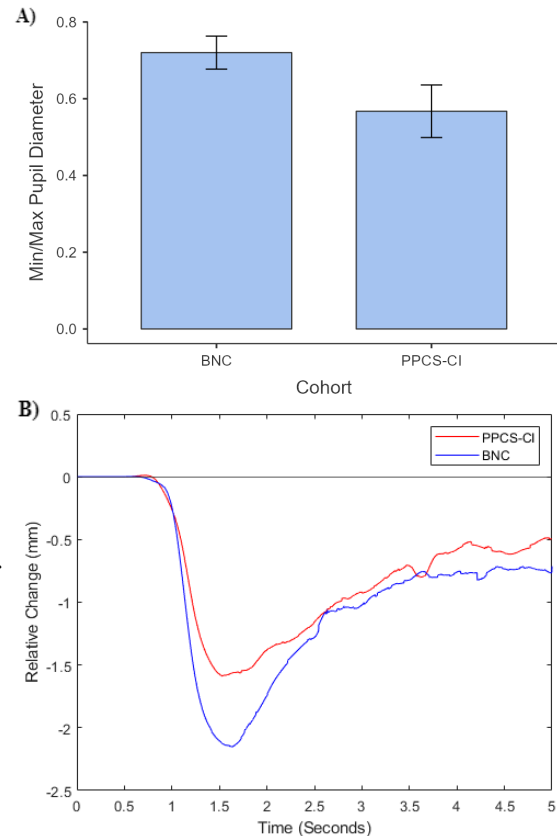 A)
0.8
0.6
0.4
0.2
0.0
Min/Max Pupil Diameter
BNC
PPCS-CI
Cohort
B)
0.5
0
-0.5
-1
-1.5
-2
-2.5
Relative Change (mm)
PPCS-CI
BNC
0 0.5 1 1.5 2 2.5 3 3.5 4 4.5 5
Time (Seconds)